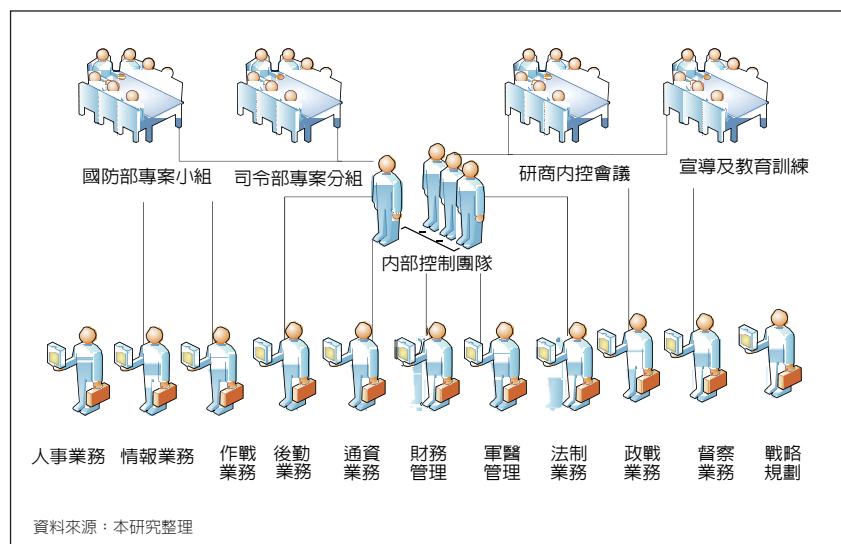 國防部專案小組
司令部專案分組
研商內控會議
宣導及教育訓練
內部控制團隊
人事業務
情報業務
作戰
業務
後勤
業務
通資
業務
財務
管理
軍醫
管理
法制
業務
政戰
業務
督察
業務
戰略
規劃
資料來源：本研究整理